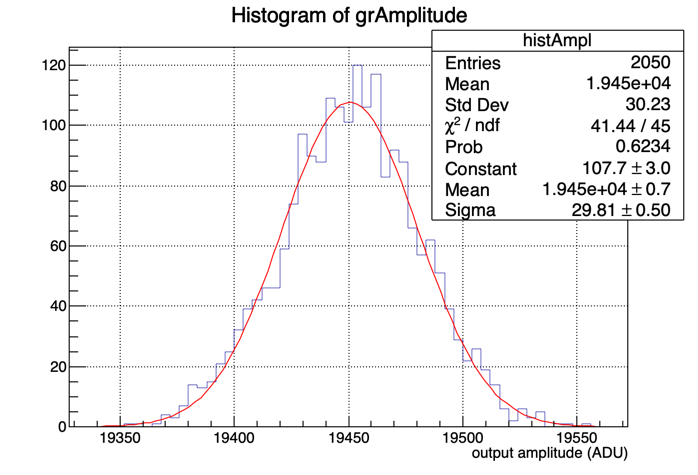 Histogram of grAmplitude
histAmpl
Entries 2050
Mean 1.945e+04
Std Dev 30.23
χ² / ndf 41.44 / 45
Prob 0.6234
Constant 107.7 ± 3.0
Mean 1.945e+04 ± 0.7
Sigma 29.81 ± 0.50
120
100
80
60
40
20
0
19350 19400 19450 19500 19550
output amplitude (ADU)